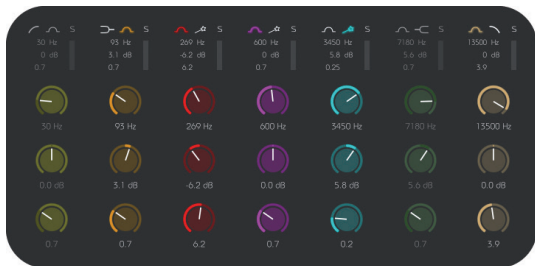 S S S S S S S
30 Hz 93 Hz 269 Hz 600 Hz 3450 Hz 7180 Hz 13500 Hz
0 dB 3.1 dB -6.2 dB 0 dB 5.8 dB 5.6 dB 0 dB
0.7 0.7 6.2 0.7 0.25 0.7 3.9
30 Hz 93 Hz 269 Hz 600 Hz 3450 Hz 7180 Hz 13500 Hz
0.0 dB 3.1 dB -6.2 dB 0.0 dB 5.8 dB 5.6 dB 0.0 dB
0.7 0.7 6.2 0.7 0.2 0.7 3.9